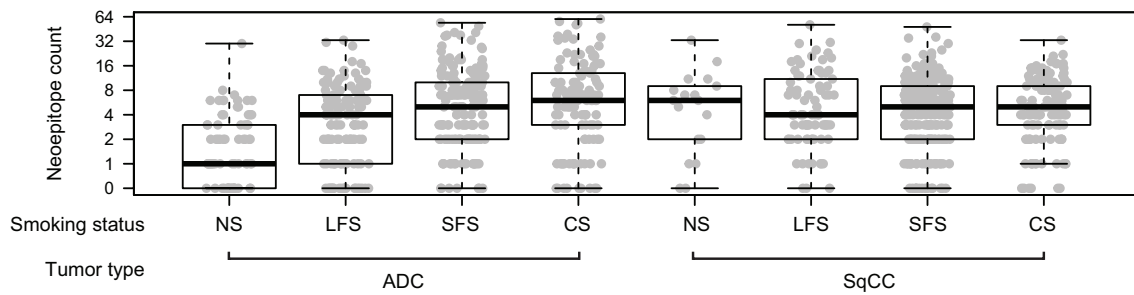 Neoepitope count
64
32
16
8
4
2
1
0
Smoking status NS LFS SFS CS NS LFS SFS CS
Tumor type
ADC SqCC